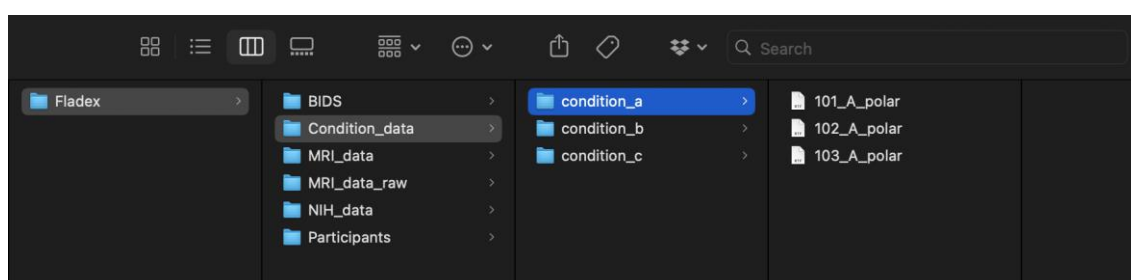 Search
Fladex
BIDS
Condition_data
MRI_data
MRI_data_raw
NIH_data
Participants
condition_a
condition_b
condition_c
101_A_polar
102_A_polar
103_A_polar